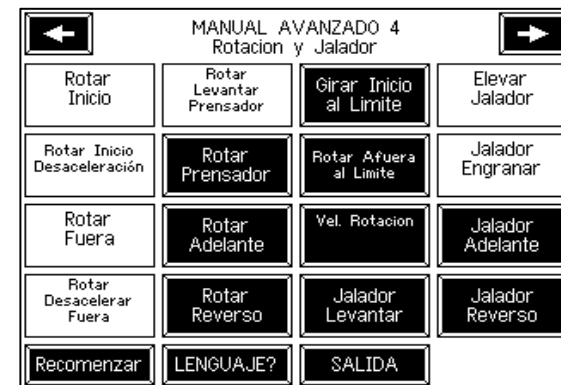 MANUAL AVANZADO 4
Rotacion y Jalador
Rotar
Inicio
Rotar
Levantar
Prensador
Girar Inicio
al Limite
Elevar
Jalador
Rotar Inicio
Desaceleración
Rotar
Prensador
Rotar Afuera
al Limite
Jalador
Engranar
Rotar
Fuera
Rotar
Adelante
Vel. Rotacion
Jalador
Adelante
Rotar
Desacelerar
Fuera
Rotar
Reverso
Jalador
Levantar
Jalador
Reverso
Recomenzar
LENGUAJE?
SALIDA